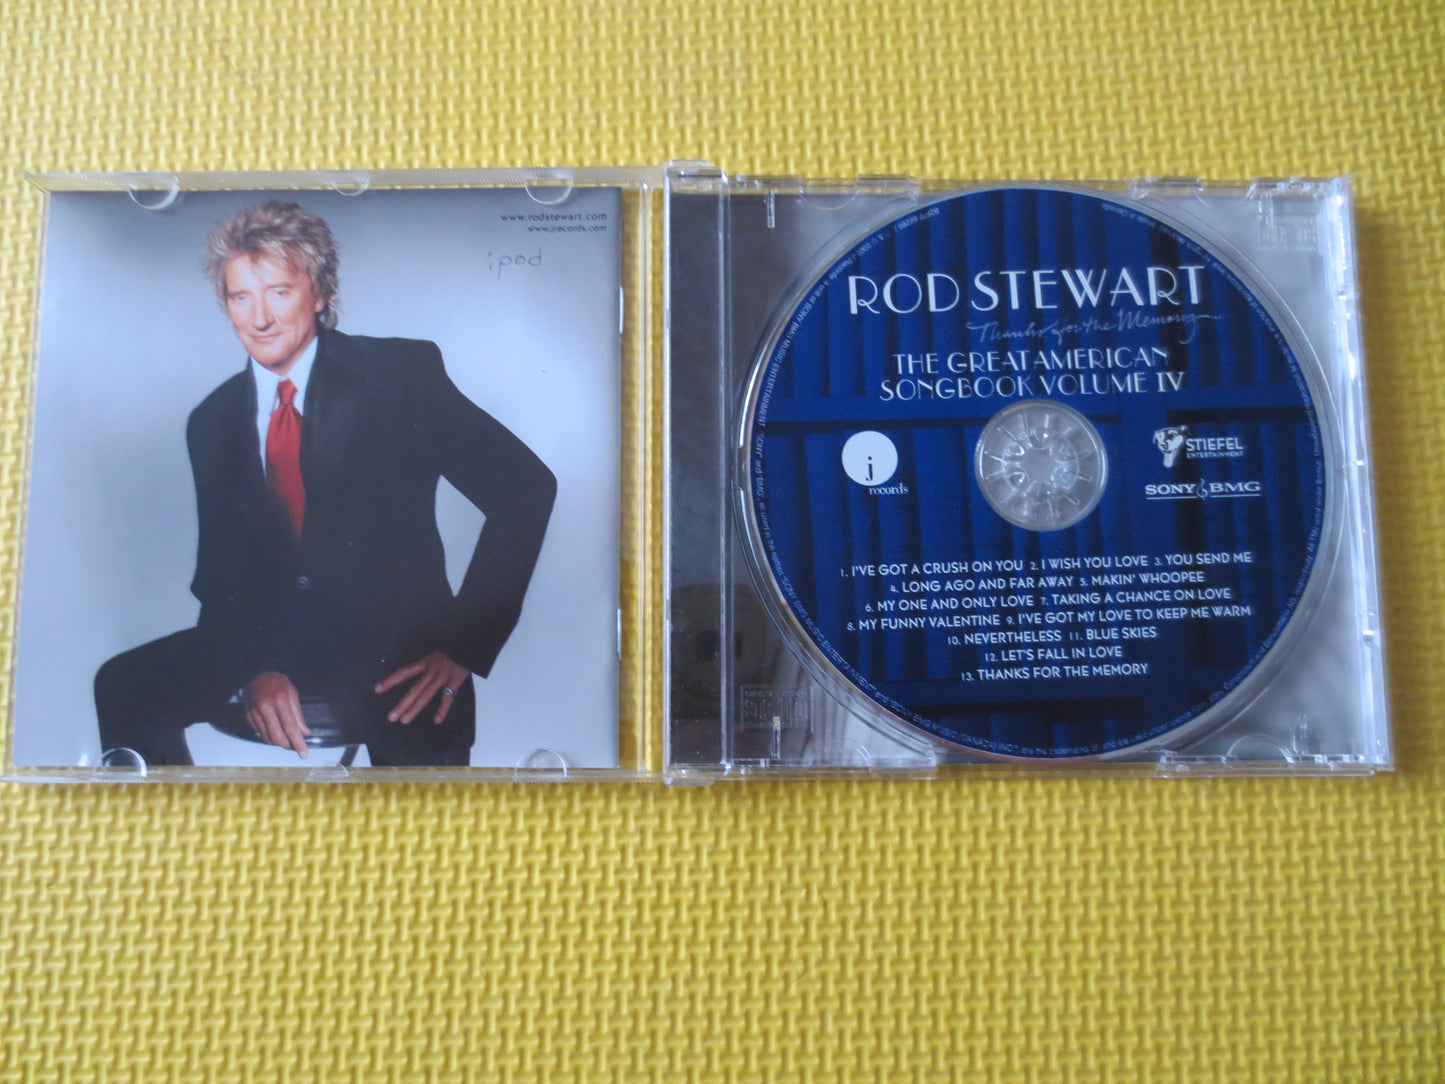 www.rodstewart.com
www.jrecords.com
ipod
ROD STEWART
Thanks for the Memory...
THE GREAT AMERICAN
SONGBOOK VOLUME IV
j
records
STIEFEL
ENTERTAINMENT
SONY BMG
1. I'VE GOT A CRUSH ON YOU 2. I WISH YOU LOVE 3. YOU SEND ME
4. LONG AGO AND FAR AWAY 5. MAKIN' WHOOPEE
6. MY ONE AND ONLY LOVE 7. TAKING A CHANCE ON LOVE
8. MY FUNNY VALENTINE 9. I'VE GOT MY LOVE TO KEEP ME WARM
10. NEVERTHELESS 11. BLUE SKIES
12. LET'S FALL IN LOVE
13. THANKS FOR THE MEMORY